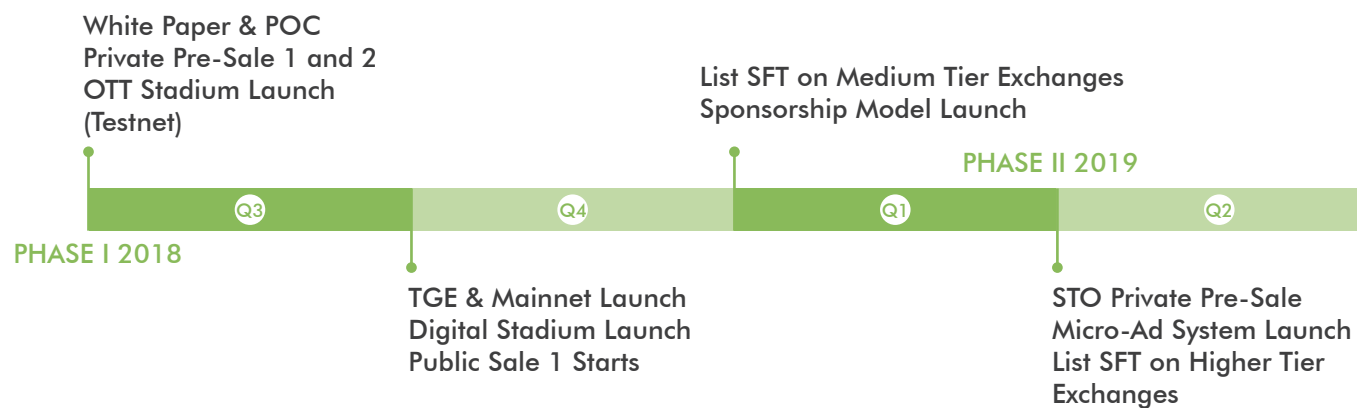 White Paper & POC
Private Pre-Sale 1 and 2
OTT Stadium Launch
(Testnet)
List SFT on Medium Tier Exchanges
Sponsorship Model Launch
PHASE II 2019
Q3
Q4
Q1
Q2
PHASE I 2018
TGE & Mainnet Launch
Digital Stadium Launch
Public Sale 1 Starts
STO Private Pre-Sale
Micro-Ad System Launch
List SFT on Higher Tier
Exchanges